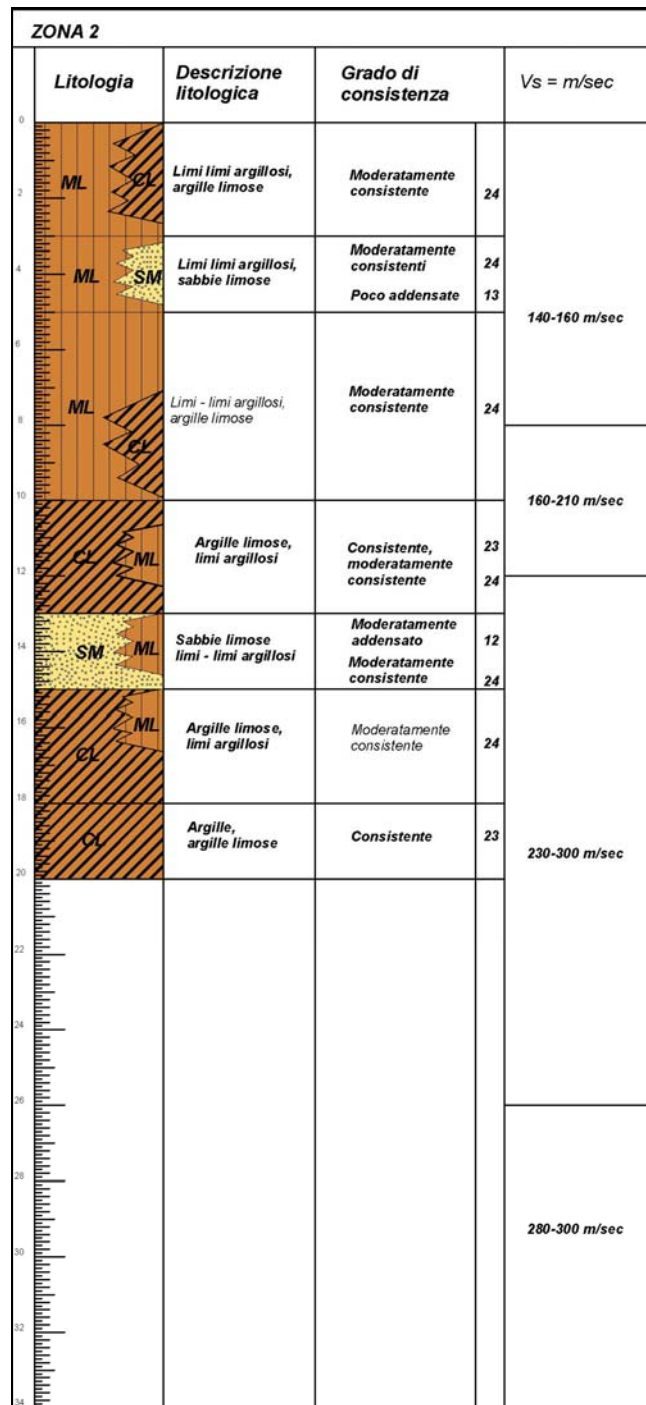 ZONA 2
Litologia
Descrizione
litologica
Grado di
consistenza
Vs = m/sec
0
ML
CL
Limi limi argillosi,
argille limose
Moderatamente
consistente
24
2
ML
SM
Limi limi argillosi,
sabbie limose
Moderatamente
consistenti
24
Poco addensate
13
4
140-160 m/sec
6
ML
CL
Limi - limi argillosi,
argille limose
Moderatamente
consistente
24
8
10
160-210 m/sec
CL
ML
Argille limose,
limi argillosi
Consistente,
moderatamente
consistente
23
24
12
SM
ML
Sabbie limose
limi - limi argillosi
Moderatamente
addensato
12
Moderatamente
consistente
24
14
ML
CL
Argille limose,
limi argillosi
Moderatamente
consistente
24
16
18
CL
Argille,
argille limose
Consistente
23
230-300 m/sec
20
22
24
26
28
280-300 m/sec
30
32
34